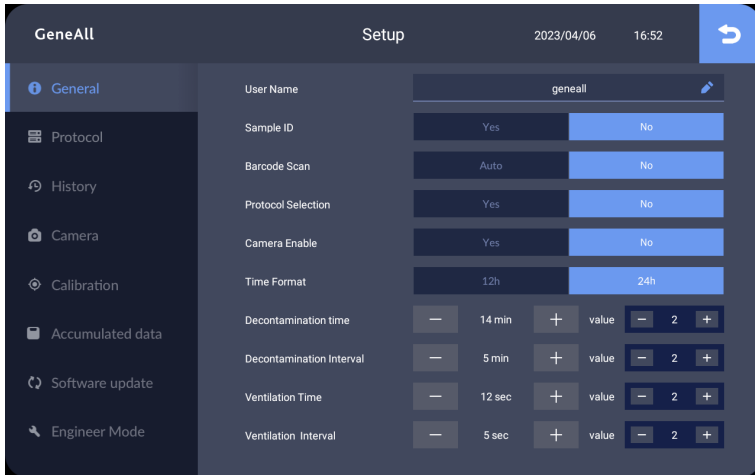 GeneAll Setup 2023/04/06 16:52
General
Protocol
History
Camera
Calibration
Accumulated data
Software update
Engineer Mode
User Name geneall
Sample ID Yes No
Barcode Scan Auto No
Protocol Selection Yes No
Camera Enable Yes No
Time Format 12h 24h
Decontamination time — 14 min + value – 2 +
Decontamination Interval — 5 min + value – 2 +
Ventilation Time — 12 sec + value – 2 +
Ventilation Interval — 5 sec + value – 2 +